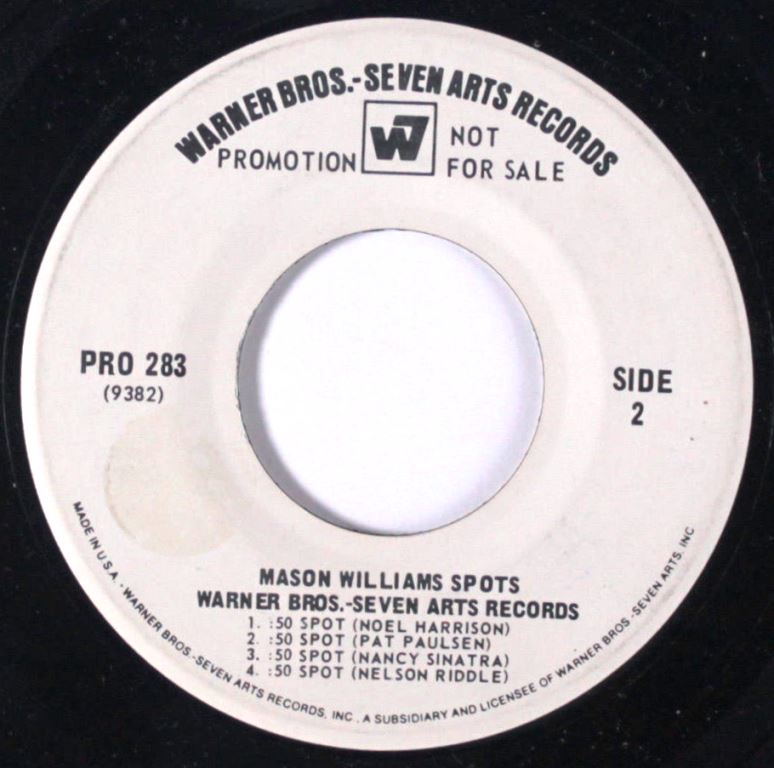 WARNER BROS.-SEVEN ARTS RECORDS
PROMOTION W7 NOT
FOR SALE
PRO 283
(9382)
SIDE
2
MASON WILLIAMS SPOTS
WARNER BROS.-SEVEN ARTS RECORDS
1. :50 SPOT (NOEL HARRISON)
2. :50 SPOT (PAT PAULSEN)
3. :50 SPOT (NANCY SINATRA)
4. :50 SPOT (NELSON RIDDLE)
MADE IN U.S.A. · WARNER BROS.-SEVEN ARTS RECORDS, INC., A SUBSIDIARY AND LICENSEE OF WARNER BROS.-SEVEN ARTS, INC